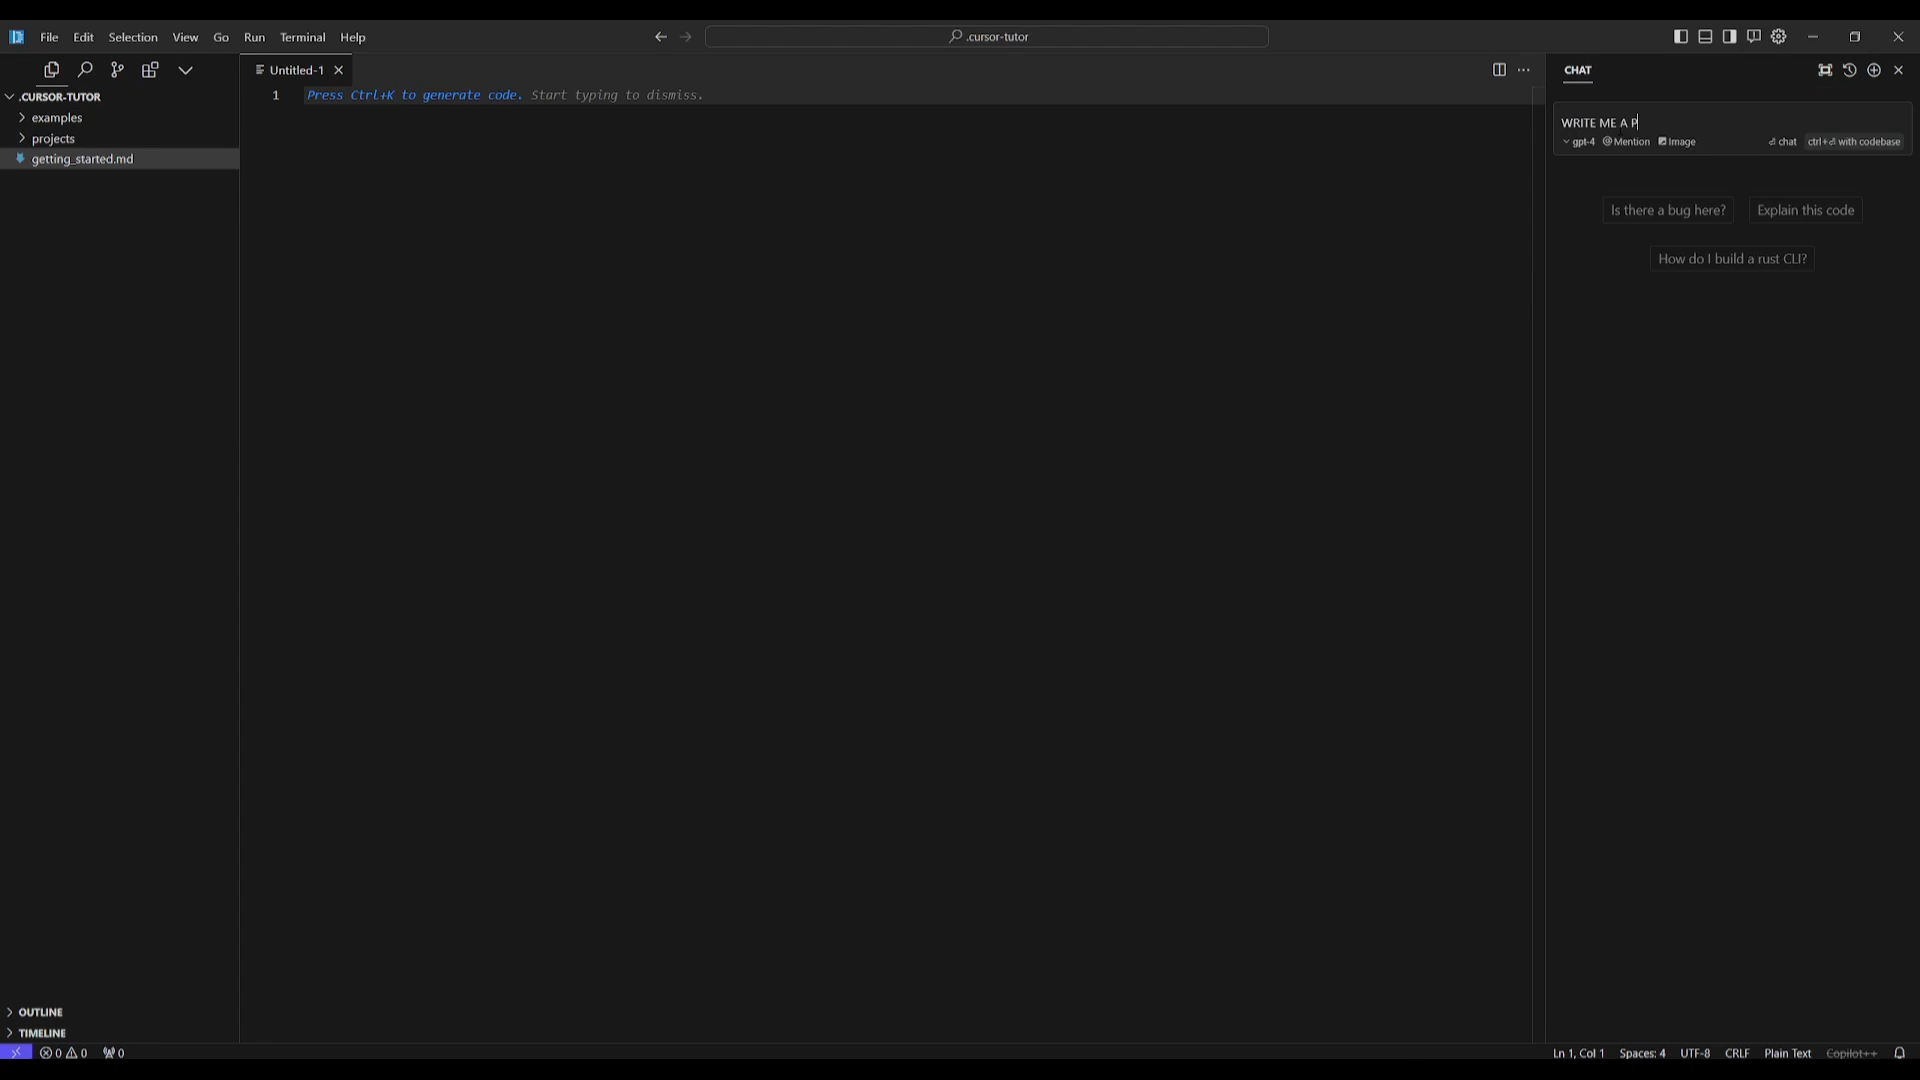 File Edit Selection View Go Run Terminal Help
.cursor-tutor
.CURSOR-TUTOR
examples
projects
getting_started.md
OUTLINE
TIMELINE
Untitled-1
1 Press Ctrl+K to generate code. Start typing to dismiss.
CHAT
WRITE ME A P
gpt-4 @ Mention Image chat ctrl+⏎ with codebase
Is there a bug here? Explain this code
How do I build a rust CLI?
0 0 0 Ln 1, Col 1 Spaces: 4 UTF-8 CRLF Plain Text Copilot++